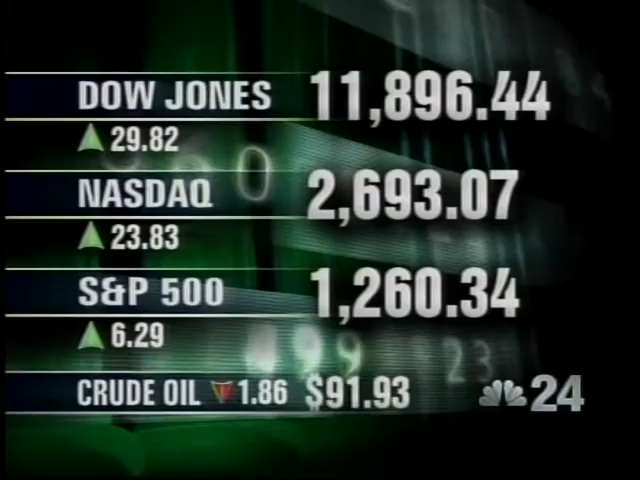 DOW JONES 11,896.44
29.82
NASDAQ 2,693.07
23.83
S&P 500 1,260.34
6.29
CRUDE OIL 1.86 $91.93 24